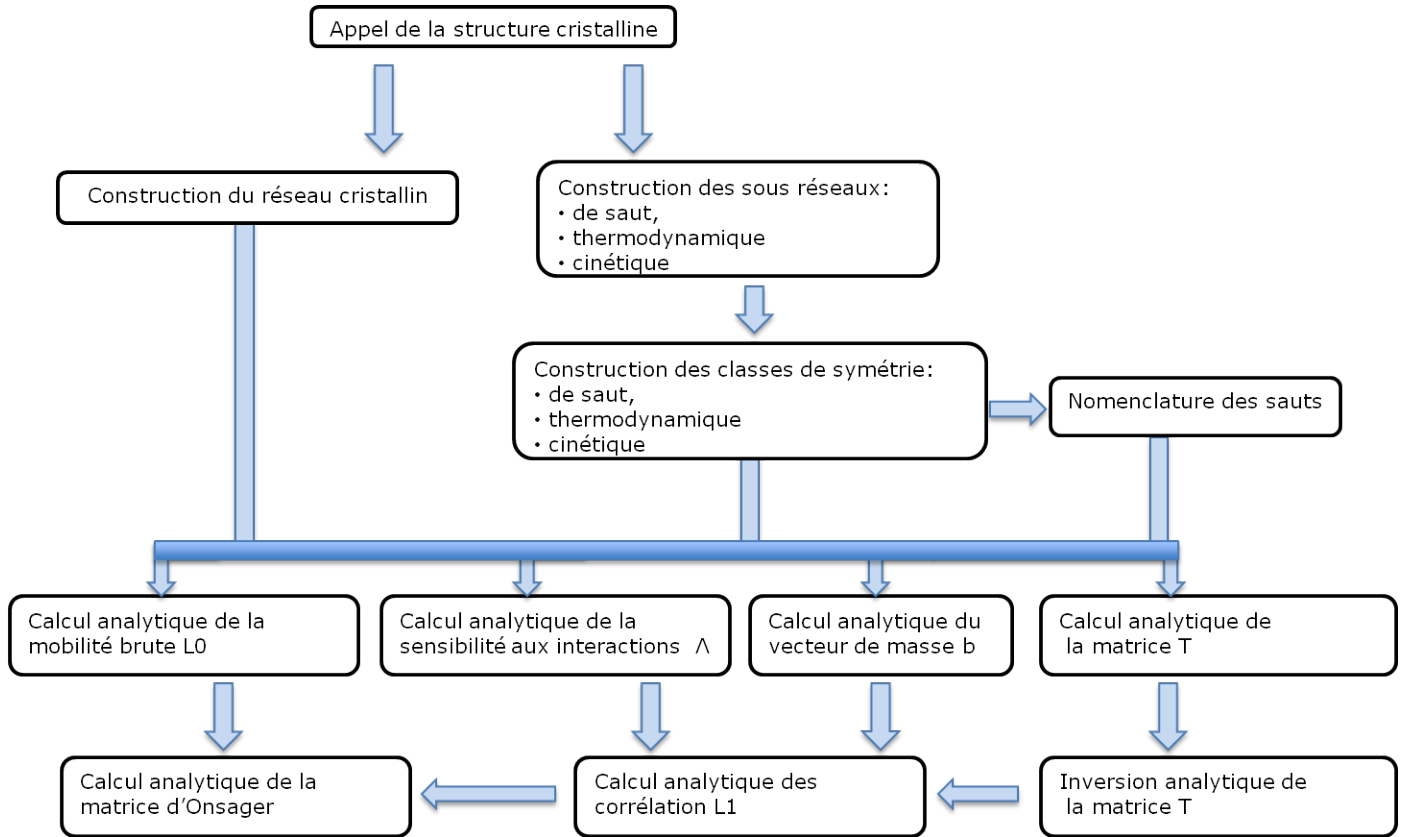 Appel de la structure cristalline
Construction du réseau cristallin
Construction des sous réseaux:
• de saut,
• thermodynamique
• cinétique
Construction des classes de symétrie:
• de saut,
• thermodynamique
• cinétique
Nomenclature des sauts
Calcul analytique de la
mobilité brute L0
Calcul analytique de la
sensibilité aux interactions Λ
Calcul analytique du
vecteur de masse b
Calcul analytique de
la matrice T
Calcul analytique de la
matrice d’Onsager
Calcul analytique des
corrélation L1
Inversion analytique de
la matrice T